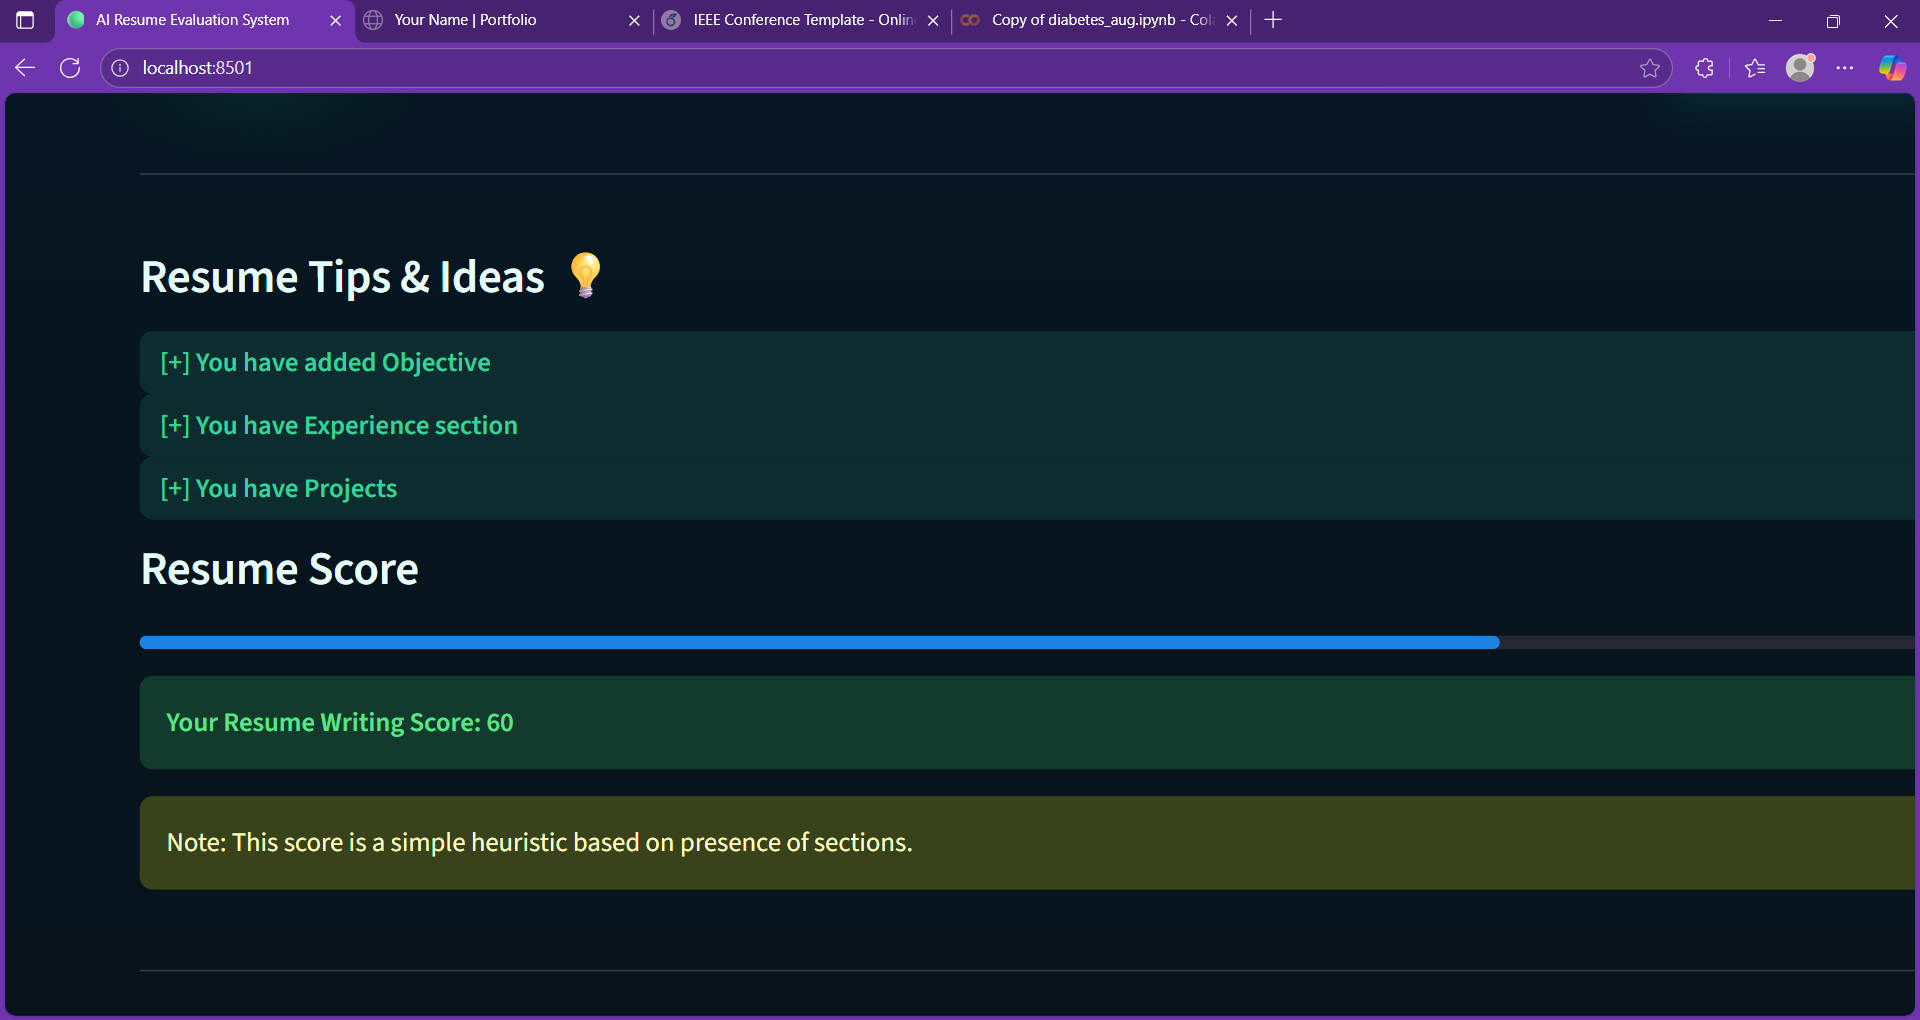 AI Resume Evaluation System
Your Name | Portfolio
IEEE Conference Template - Onlin
Copy of diabetes_aug.ipynb - Col
localhost:8501
Resume Tips & Ideas 💡
[+] You have added Objective
[+] You have Experience section
[+] You have Projects
Resume Score
Your Resume Writing Score: 60
Note: This score is a simple heuristic based on presence of sections.